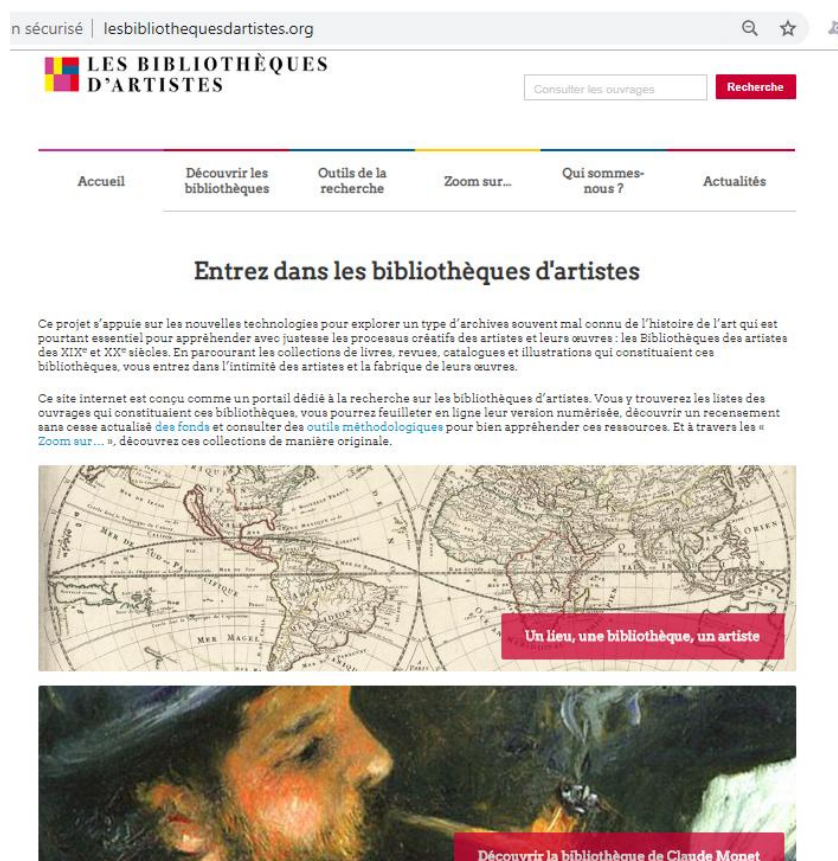 n sécurisé | lesbibliothequesdartistes.org
LES BIBLIOTHÈQUES
D'ARTISTES
Consulter les ouvrages
Recherche
Accueil
Découvrir les
bibliothèques
Outils de la
recherche
Zoom sur...
Qui sommes-
nous ?
Actualités
Entrez dans les bibliothèques d'artistes
Ce projet s'appuie sur les nouvelles technologies pour explorer un type d'archives souvent mal connu de l'histoire de l'art qui est
pourtant essentiel pour appréhender avec justesse les processus créatifs des artistes et leurs œuvres : les Bibliothèques des artistes
des XIXe et XXe siècles. En parcourant les collections de livres, revues, catalogues et illustrations qui constituaient ces
bibliothèques, vous entrez dans l'intimité des artistes et la fabrique de leurs œuvres.
Ce site internet est conçu comme un portail dédié à la recherche sur les bibliothèques d'artistes. Vous y trouverez les listes des
ouvrages qui constituaient ces bibliothèques, vous pourrez feuilleter en ligne leur version numérisée, découvrir un recensement
sans cesse actualisé des fonds et consulter des outils méthodologiques pour bien appréhender ces ressources. Et à travers les «
Zoom sur... », découvrez ces collections de manière originale.
MER DE SUD
PACIFIQUE
MER MAGEL
Un lieu, une bibliothèque, un artiste
Découvrir la bibliothèque de Claude Monet